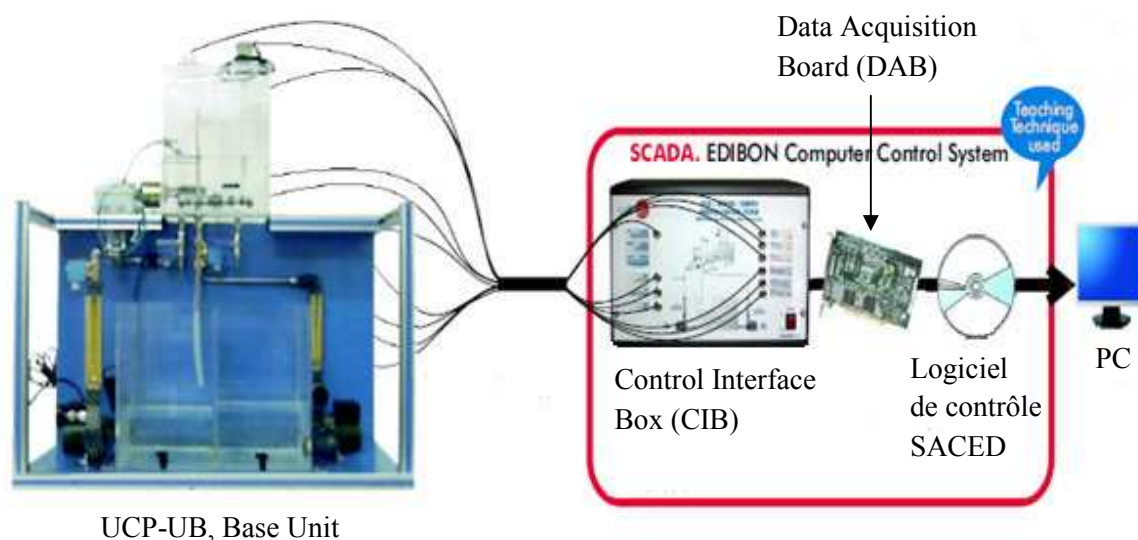 Data Acquisition
Board (DAB)
Teaching
Technique
used
SCADA. EDIBON Computer Control System
Control Interface
Box (CIB)
Logiciel
de contrôle
SACED
PC
UCP-UB, Base Unit